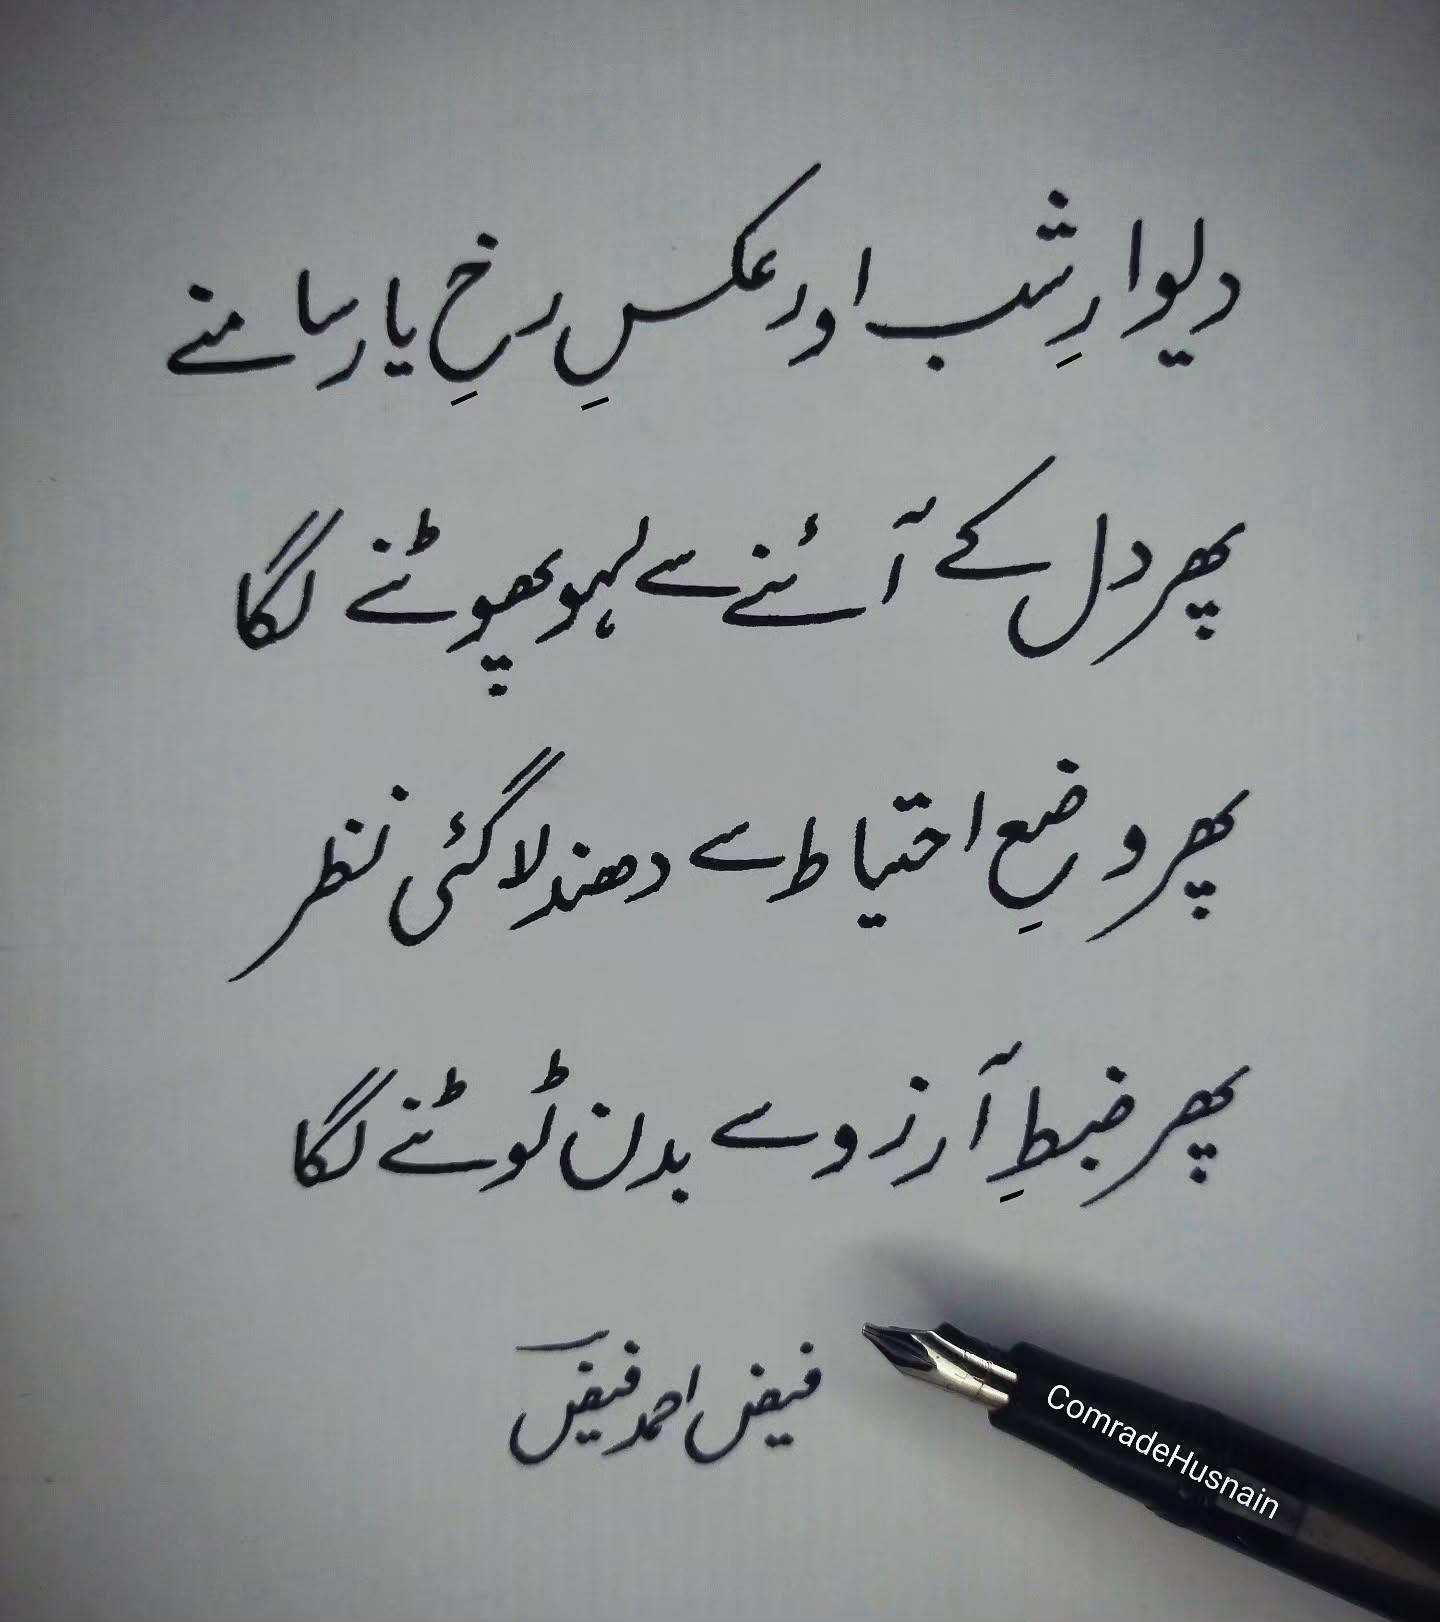 دیوارِ شب اور عکسِ رخِ یار سامنے
پھر دل کے آئنے سے لہو پھوٹنے لگا
پھر وضعِ احتیاط سے دھندلا گئی نظر
پھر ضبطِ آرزو سے بدن ٹوٹنے لگا
فیض احمد فیضؔ
ComradeHusnain